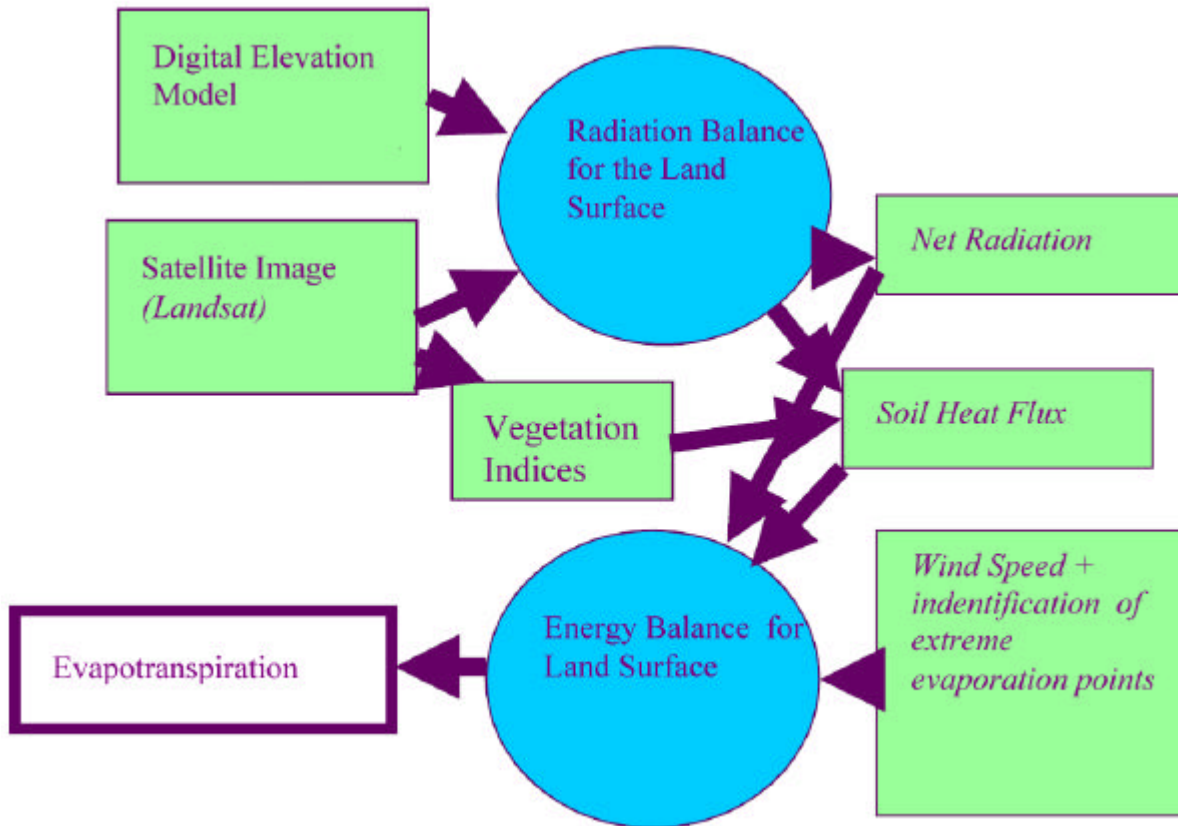 Digital Elevation
Model
Radiation Balance
for the Land
Surface
Satellite Image
(Landsat)
Net Radiation
Vegetation
Indices
Soil Heat Flux
Wind Speed +
indentification of
extreme
evaporation points
Energy Balance for
Land Surface
Evapotranspiration